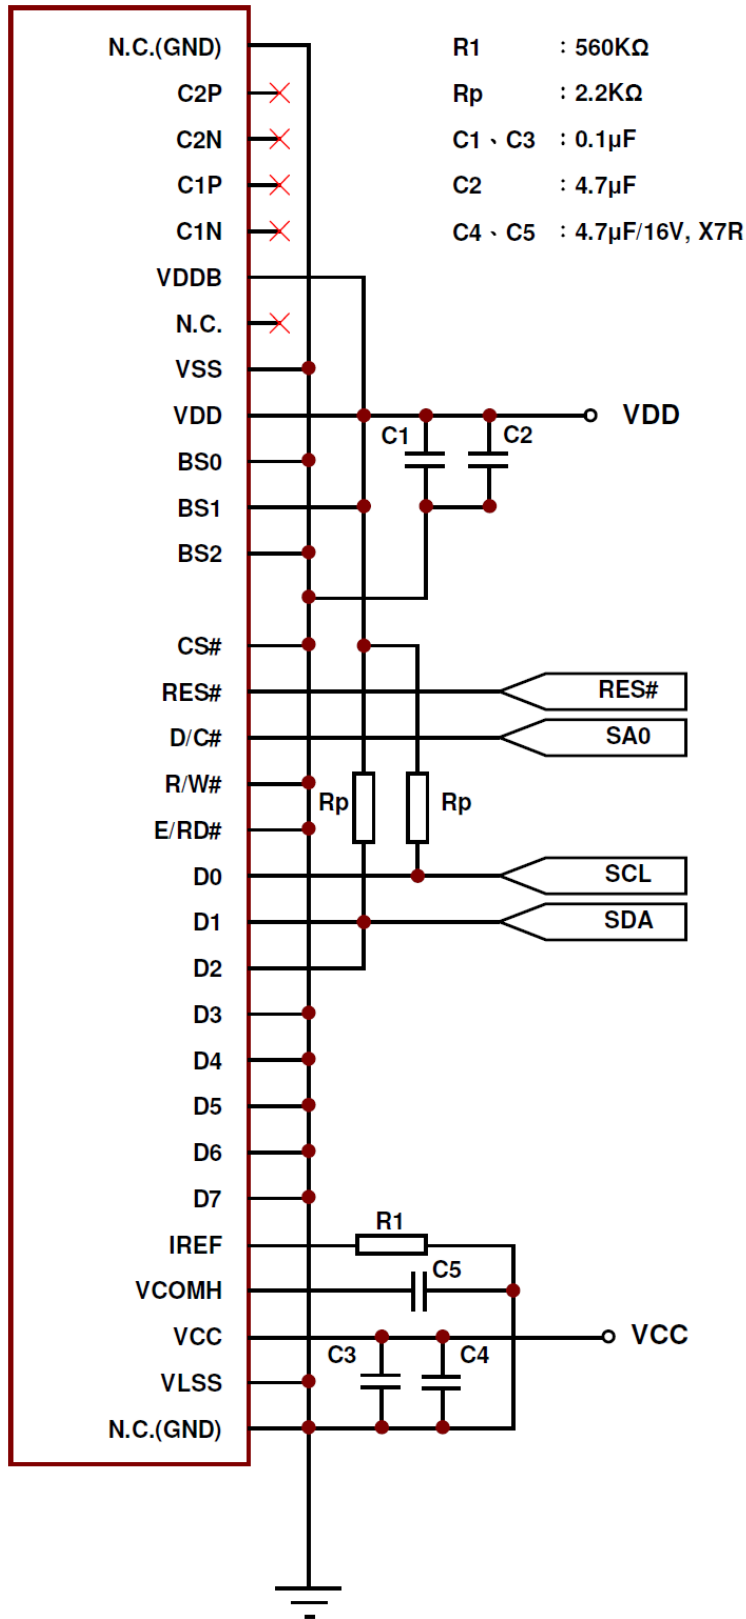 N.C.(GND)
C2P
C2N
C1P
C1N
VDDB
N.C.
VSS
VDD
BS0
BS1
BS2
CS#
RES#
D/C#
R/W#
E/RD#
D0
D1
D2
D3
D4
D5
D6
D7
IREF
VCOMH
VCC
VLSS
N.C.(GND)
R1 : 560KΩ
Rp : 2.2KΩ
C1、C3 : 0.1μF
C2 : 4.7μF
C4、C5 : 4.7μF/16V, X7R
VDD
C1
C2
RES#
SA0
Rp
Rp
SCL
SDA
R1
C5
VCC
C3
C4